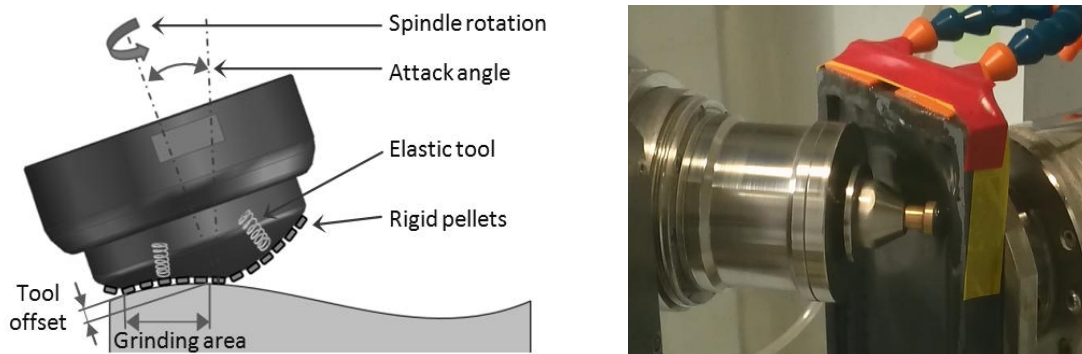 Spindle rotation
Attack angle
Elastic tool
Rigid pellets
Tool
offset
Grinding area